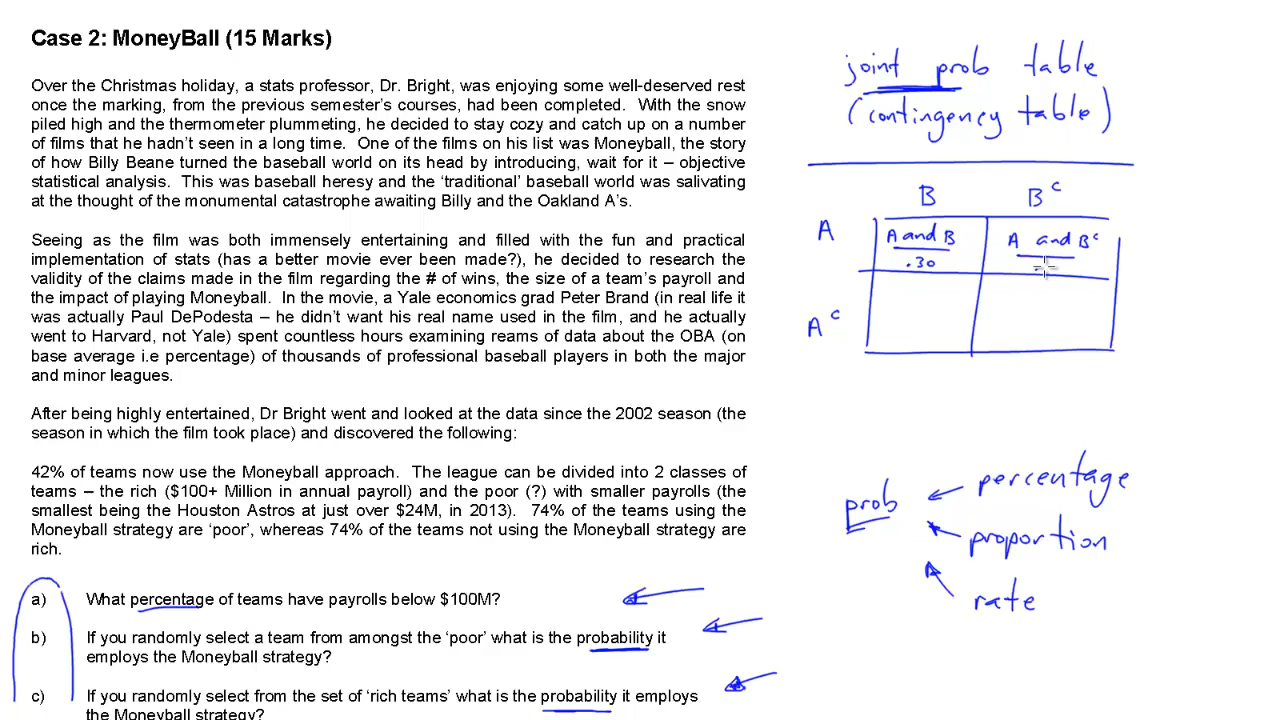 Case 2: MoneyBall (15 Marks)
Over the Christmas holiday, a stats professor, Dr. Bright, was enjoying some well-deserved rest
once the marking, from the previous semester's courses, had been completed. With the snow
piled high and the thermometer plummeting, he decided to stay cozy and catch up on a number
of films that he hadn't seen in a long time. One of the films on his list was Moneyball, the story
of how Billy Beane turned the baseball world on its head by introducing, wait for it – objective
statistical analysis. This was baseball heresy and the 'traditional' baseball world was salivating
at the thought of the monumental catastrophe awaiting Billy and the Oakland A's.
Seeing as the film was both immensely entertaining and filled with the fun and practical
implementation of stats (has a better movie ever been made?), he decided to research the
validity of the claims made in the film regarding the # of wins, the size of a team's payroll and
the impact of playing Moneyball. In the movie, a Yale economics grad Peter Brand (in real life it
was actually Paul DePodesta – he didn't want his real name used in the film, and he actually
went to Harvard, not Yale) spent countless hours examining reams of data about the OBA (on
base average i.e percentage) of thousands of professional baseball players in both the major
and minor leagues.
After being highly entertained, Dr Bright went and looked at the data since the 2002 season (the
season in which the film took place) and discovered the following:
42% of teams now use the Moneyball approach. The league can be divided into 2 classes of
teams – the rich ($100+ Million in annual payroll) and the poor (?) with smaller payrolls (the
smallest being the Houston Astros at just over $24M, in 2013). 74% of the teams using the
Moneyball strategy are 'poor', whereas 74% of the teams not using the Moneyball strategy are
rich.
a) What percentage of teams have payrolls below $100M?
b) If you randomly select a team from amongst the 'poor' what is the probability it
employs the Moneyball strategy?
c) If you randomly select from the set of 'rich teams' what is the probability it employs
the Moneyball strategy?
joint prob table
(contingency table)
B B^c
A A and B A and B^c
.30
A^c
prob percentage
proportion
rate